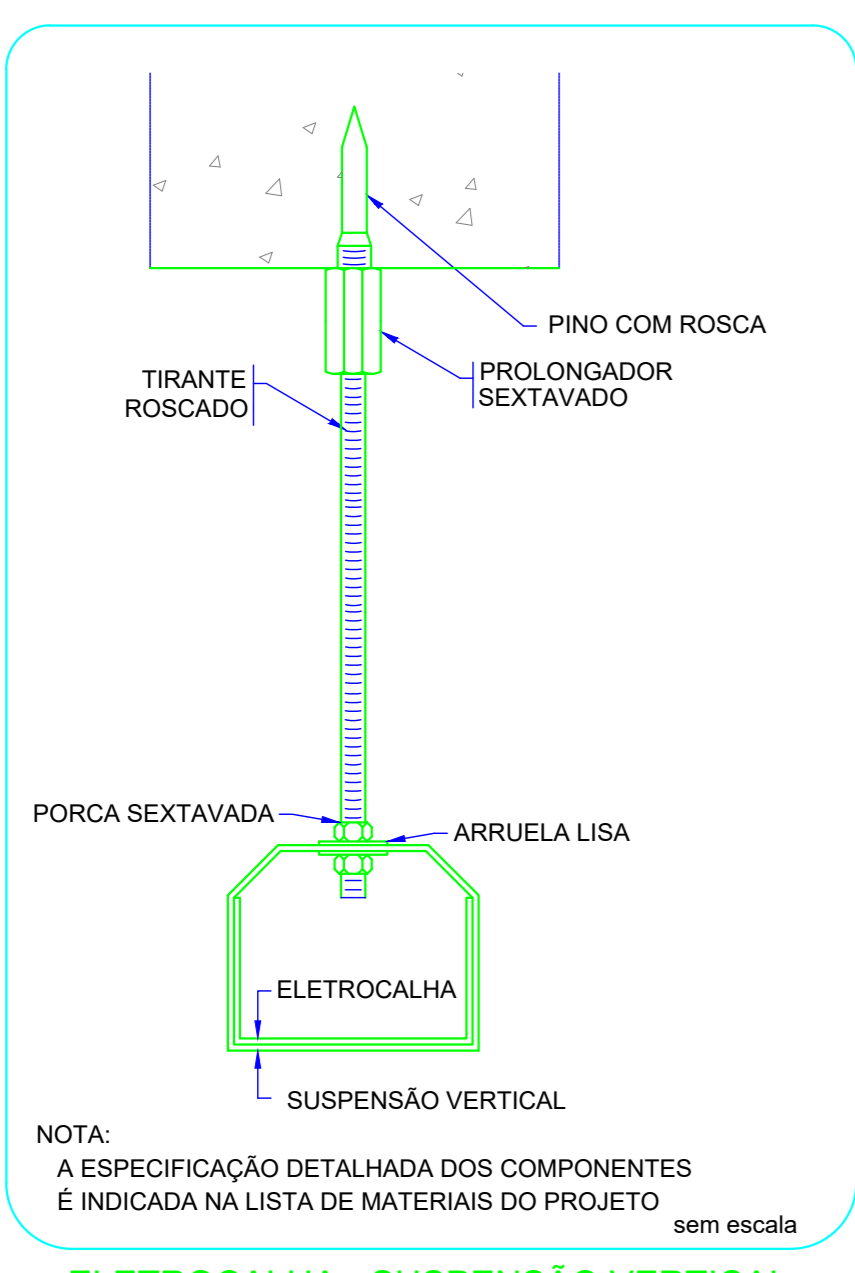 PINO COM ROSCA
PROLONGADOR
SEXTAVADO
TIRANTE
ROSCADO
PORCA SEXTAVADA
ARRUELA LISA
ELETROCALHA
SUSPENSÃO VERTICAL
NOTA:
A ESPECIFICAÇÃO DETALHADA DOS COMPONENTES
É INDICADA NA LISTA DE MATERIAIS DO PROJETO
sem escala